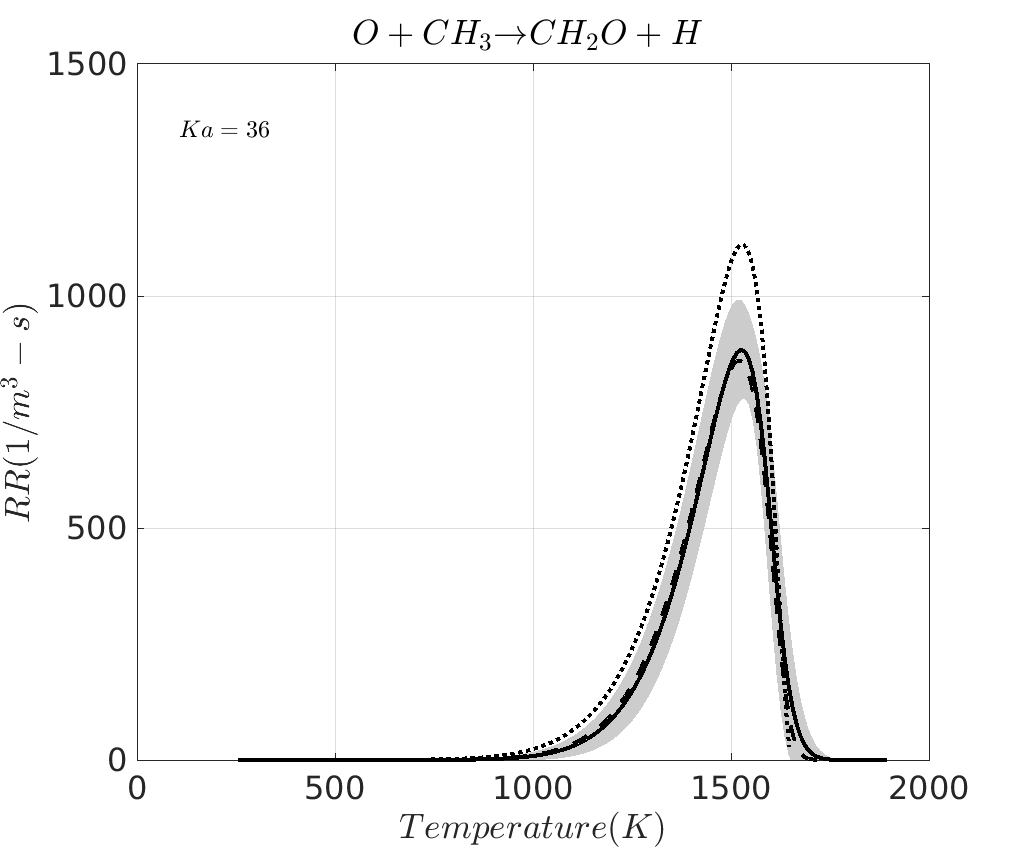 O + CH₃→CH₂O + H
1500
Ka = 36
1000
RR(1/m³ − s)
500
0
0 500 1000 1500 2000
Temperature(K)